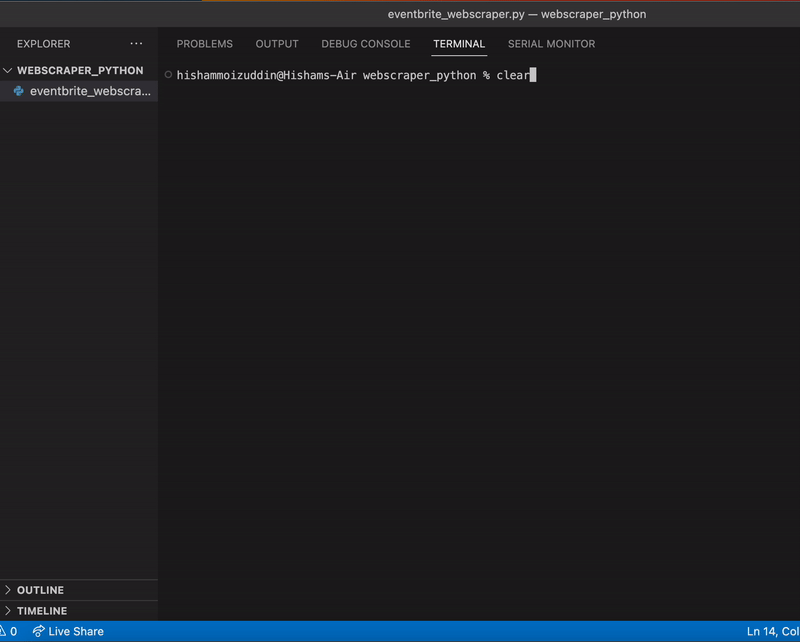 eventbrite_webscraper.py — webscraper_python
EXPLORER
PROBLEMS OUTPUT DEBUG CONSOLE TERMINAL SERIAL MONITOR
WEBSCRAPER_PYTHON
eventbrite_webscra...
hishammoizuddin@Hishams-Air webscraper_python % clear
OUTLINE
TIMELINE
0 Live Share Ln 14, Col